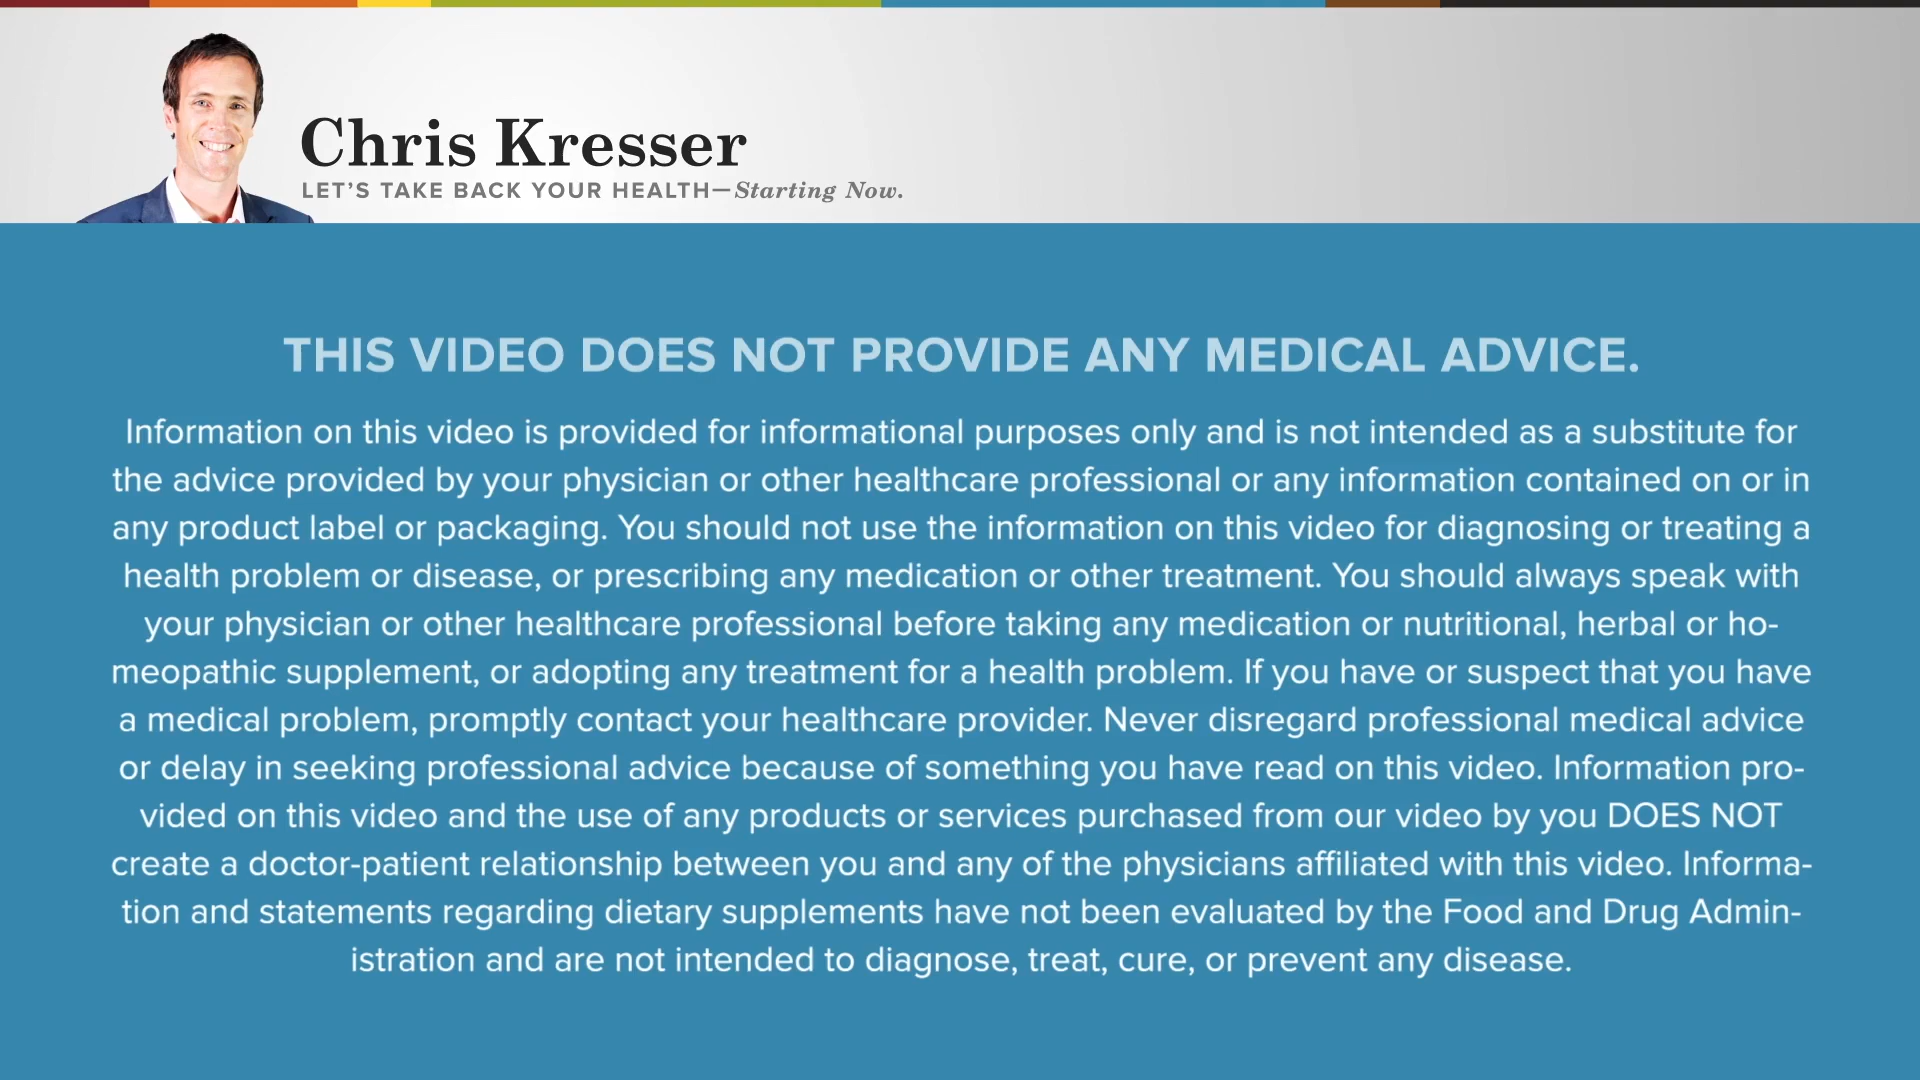 Chris Kresser
LET'S TAKE BACK YOUR HEALTH—Starting Now.
THIS VIDEO DOES NOT PROVIDE ANY MEDICAL ADVICE.
Information on this video is provided for informational purposes only and is not intended as a substitute for
the advice provided by your physician or other healthcare professional or any information contained on or in
any product label or packaging. You should not use the information on this video for diagnosing or treating a
health problem or disease, or prescribing any medication or other treatment. You should always speak with
your physician or other healthcare professional before taking any medication or nutritional, herbal or ho-
meopathic supplement, or adopting any treatment for a health problem. If you have or suspect that you have
a medical problem, promptly contact your healthcare provider. Never disregard professional medical advice
or delay in seeking professional advice because of something you have read on this video. Information pro-
vided on this video and the use of any products or services purchased from our video by you DOES NOT
create a doctor-patient relationship between you and any of the physicians affiliated with this video. Informa-
tion and statements regarding dietary supplements have not been evaluated by the Food and Drug Admin-
istration and are not intended to diagnose, treat, cure, or prevent any disease.